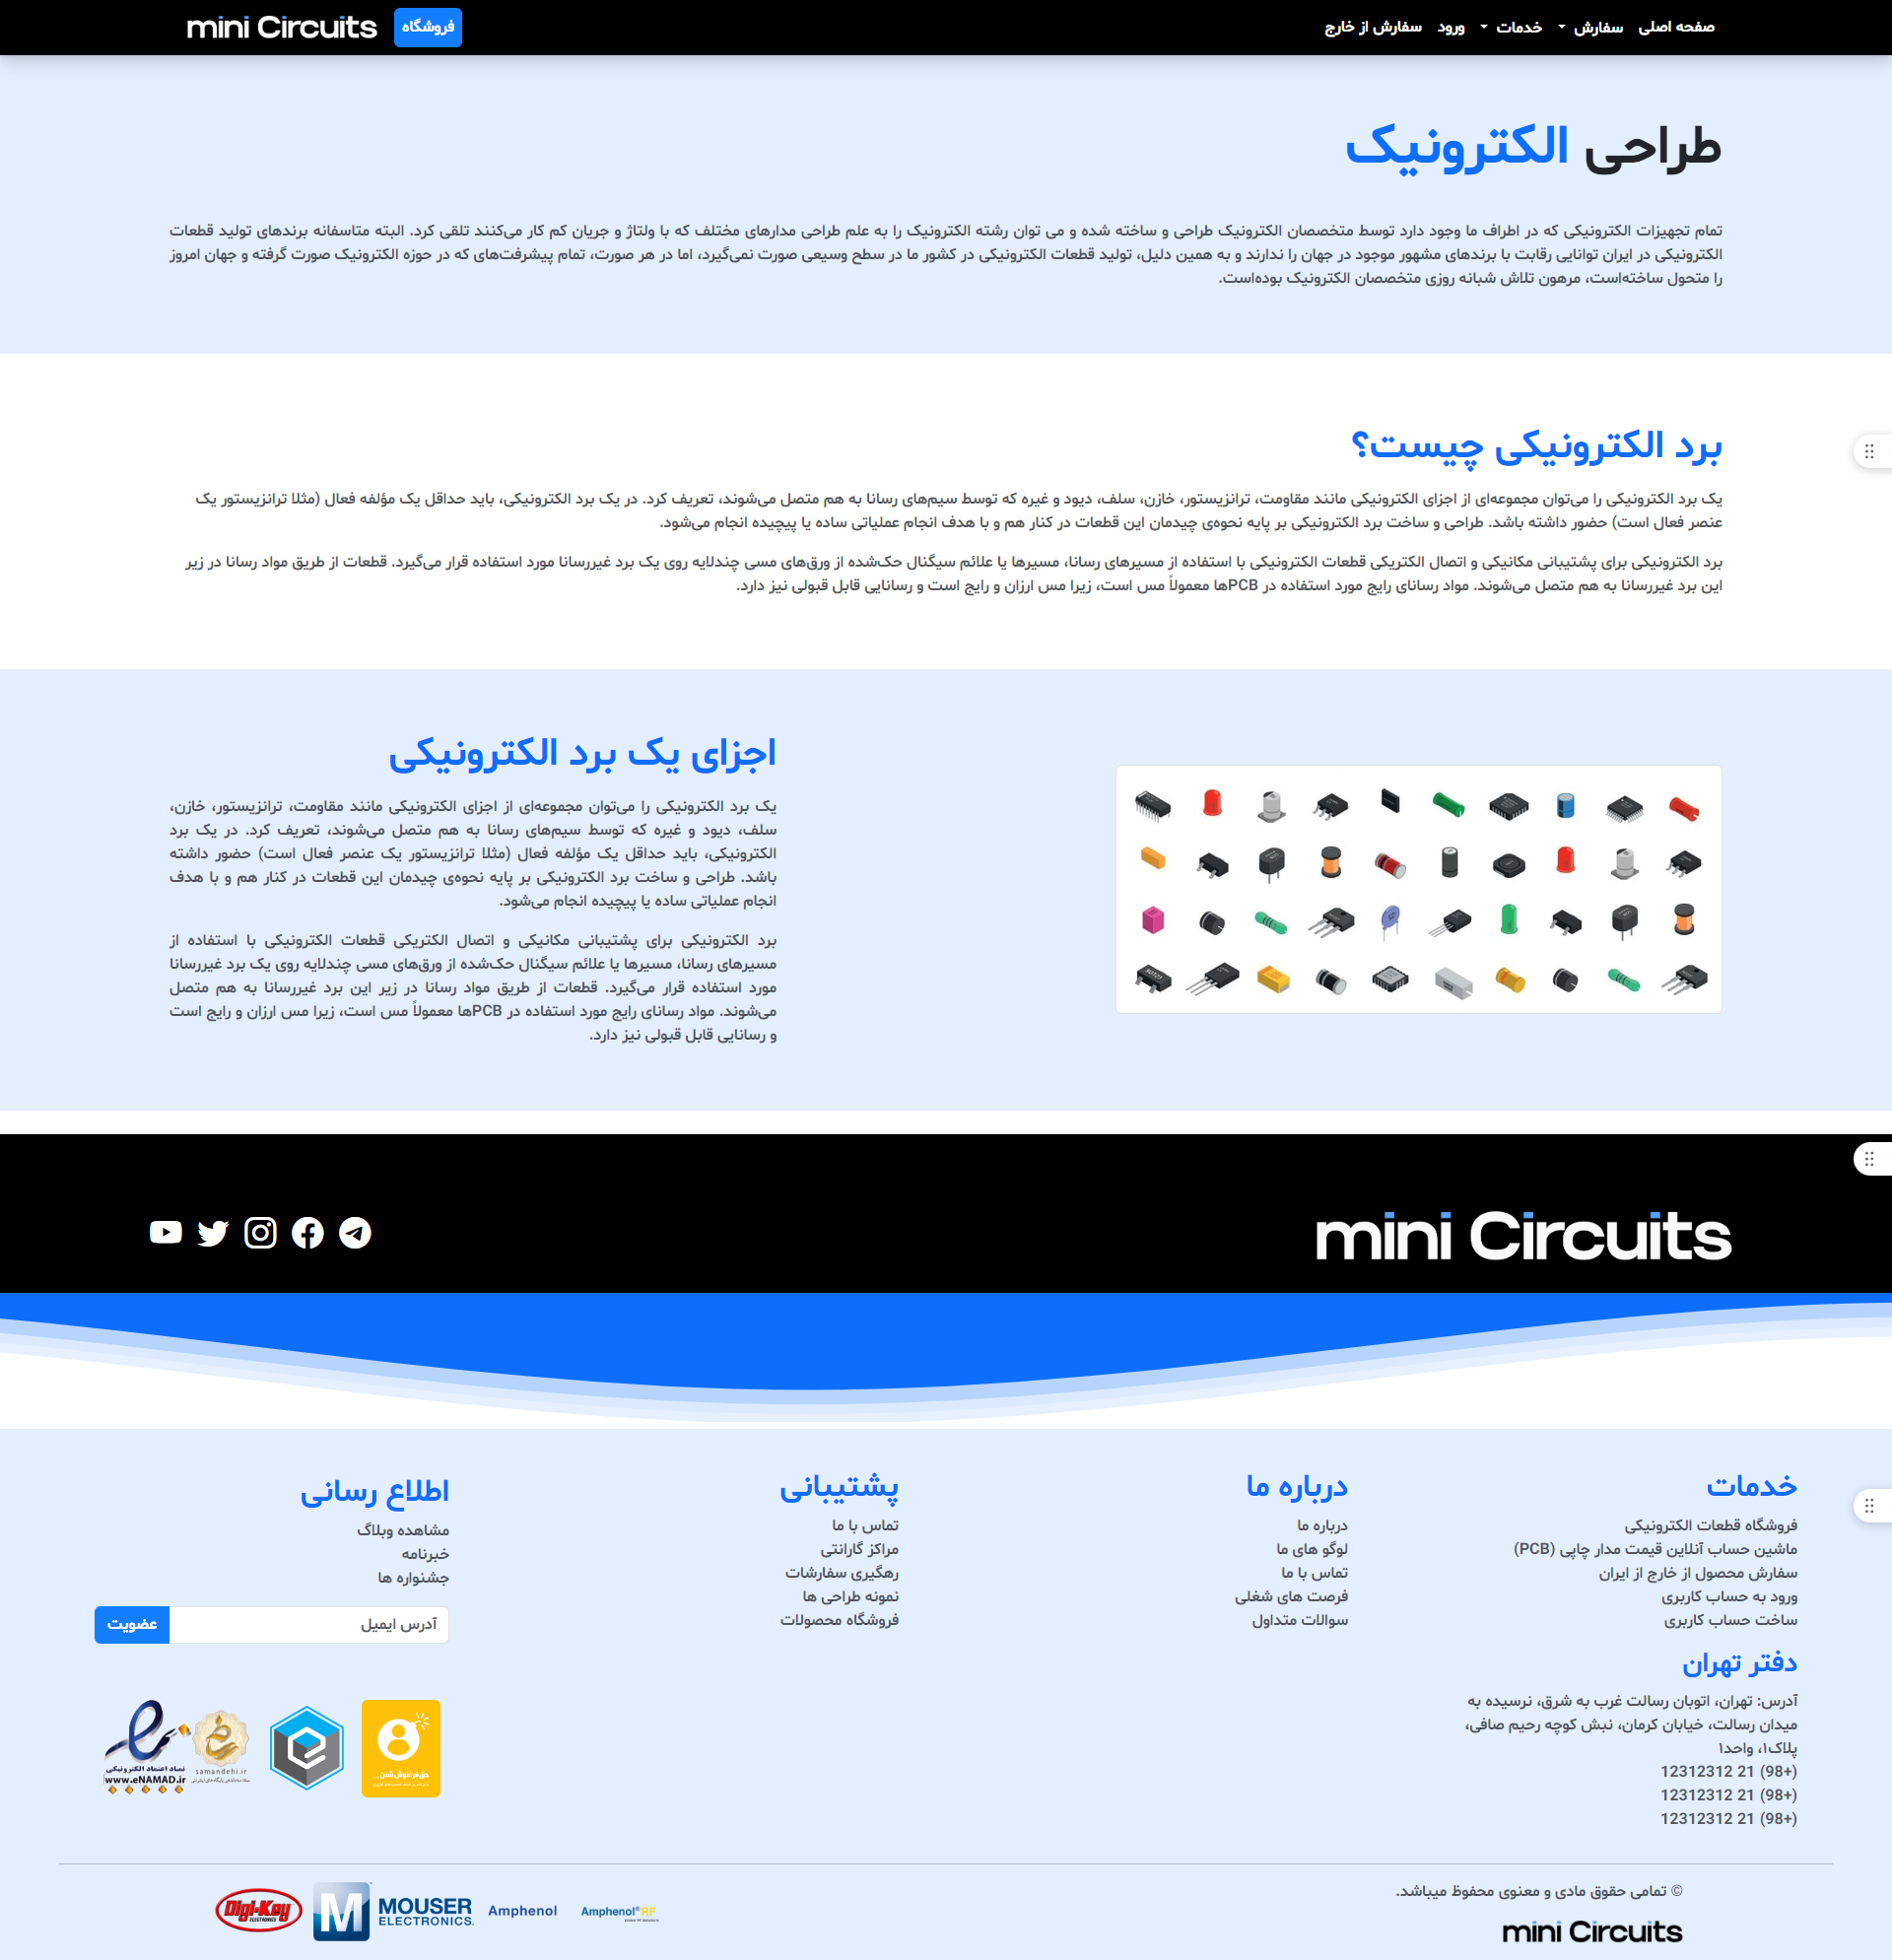 صفحه اصلی سفارش خدمات ورود سفارش از خارج
فروشگاه
mini Circuits
طراحی الکترونیک
تمام تجهیزات الکترونیکی که در اطراف ما وجود دارد توسط متخصصان الکترونیک طراحی و ساخته شده و می توان رشته الکترونیک را به علم طراحی مدارهای مختلف که با ولتاژ و جریان کم کار می‌کنند تلقی کرد. البته متاسفانه برندهای تولید قطعات
الکترونیکی در ایران توانایی رقابت با برندهای مشهور موجود در جهان را ندارند و به همین دلیل، تولید قطعات الکترونیکی در کشور ما در سطح وسیعی صورت نمی‌گیرد، اما در هر صورت، تمام پیشرفت‌های که در حوزه الکترونیک صورت گرفته و جهان امروز
را متحول ساخته‌است، مرهون تلاش شبانه روزی متخصصان الکترونیک بوده‌است.
برد الکترونیکی چیست؟
یک برد الکترونیکی را می‌توان مجموعه‌ای از اجزای الکترونیکی مانند مقاومت، ترانزیستور، خازن، سلف، دیود و غیره که توسط سیم‌های رسانا به هم متصل می‌شوند، تعریف کرد. در یک برد الکترونیکی، باید حداقل یک مؤلفه فعال (مثلا ترانزیستور یک
عنصر فعال است) حضور داشته باشد. طراحی و ساخت برد الکترونیکی بر پایه نحوه‌ی چیدمان این قطعات در کنار هم و با هدف انجام عملیاتی ساده یا پیچیده انجام می‌شود.
برد الکترونیکی برای پشتیبانی مکانیکی و اتصال الکتریکی قطعات الکترونیکی با استفاده از مسیرهای رسانا، مسیرها یا علائم سیگنال حک‌شده از ورق‌های مسی چندلایه روی یک برد غیررسانا مورد استفاده قرار می‌گیرد. قطعات از طریق مواد رسانا در زیر
این برد غیررسانا به هم متصل می‌شوند. مواد رسانای رایج مورد استفاده در PCBها معمولاً مس است، زیرا مس ارزان و رایج است و رسانایی قابل قبولی نیز دارد.
اجزای یک برد الکترونیکی
یک برد الکترونیکی را می‌توان مجموعه‌ای از اجزای الکترونیکی مانند مقاومت، ترانزیستور، خازن،
سلف، دیود و غیره که توسط سیم‌های رسانا به هم متصل می‌شوند، تعریف کرد. در یک برد
الکترونیکی، باید حداقل یک مؤلفه فعال (مثلا ترانزیستور یک عنصر فعال است) حضور داشته
باشد. طراحی و ساخت برد الکترونیکی بر پایه نحوه‌ی چیدمان این قطعات در کنار هم و با هدف
انجام عملیاتی ساده یا پیچیده انجام می‌شود.
برد الکترونیکی برای پشتیبانی مکانیکی و اتصال الکتریکی قطعات الکترونیکی با استفاده از
مسیرهای رسانا، مسیرها یا علائم سیگنال حک‌شده از ورق‌های مسی چندلایه روی یک برد غیررسانا
مورد استفاده قرار می‌گیرد. قطعات از طریق مواد رسانا در زیر این برد غیررسانا به هم متصل
می‌شوند. مواد رسانای رایج مورد استفاده در PCBها معمولاً مس است، زیرا مس ارزان و رایج است
و رسانایی قابل قبولی نیز دارد.
mini Circuits
خدمات
فروشگاه قطعات الکترونیکی
ماشین حساب آنلاین قیمت مدار چاپی (PCB)
سفارش محصول از خارج از ایران
ورود به حساب کاربری
ساخت حساب کاربری
دفتر تهران
آدرس: تهران، اتوبان رسالت غرب به شرق، نرسیده به
میدان رسالت، خیابان کرمان، نبش کوچه رحیم صافی،
پلاک۱، واحد۱
(+98) 21 12312312
(+98) 21 12312312
(+98) 21 12312312
درباره ما
درباره ما
لوگو های ما
تماس با ما
فرصت های شغلی
سوالات متداول
پشتیبانی
تماس با ما
مراکز گارانتی
رهگیری سفارشات
نمونه طراحی ها
فروشگاه محصولات
اطلاع رسانی
مشاهده وبلاگ
خبرنامه
جشنواره ها
آدرس ایمیل
عضویت
حق فراموش شدن...
samandehi.ir
نماد اعتماد الکترونیکی
www.eNAMAD.ir
© تمامی حقوق مادی و معنوی محفوظ میباشد.
mini Circuits
Digi-Key
ELECTRONICS
M MOUSER
ELECTRONICS.
Amphenol
Amphenol® RF